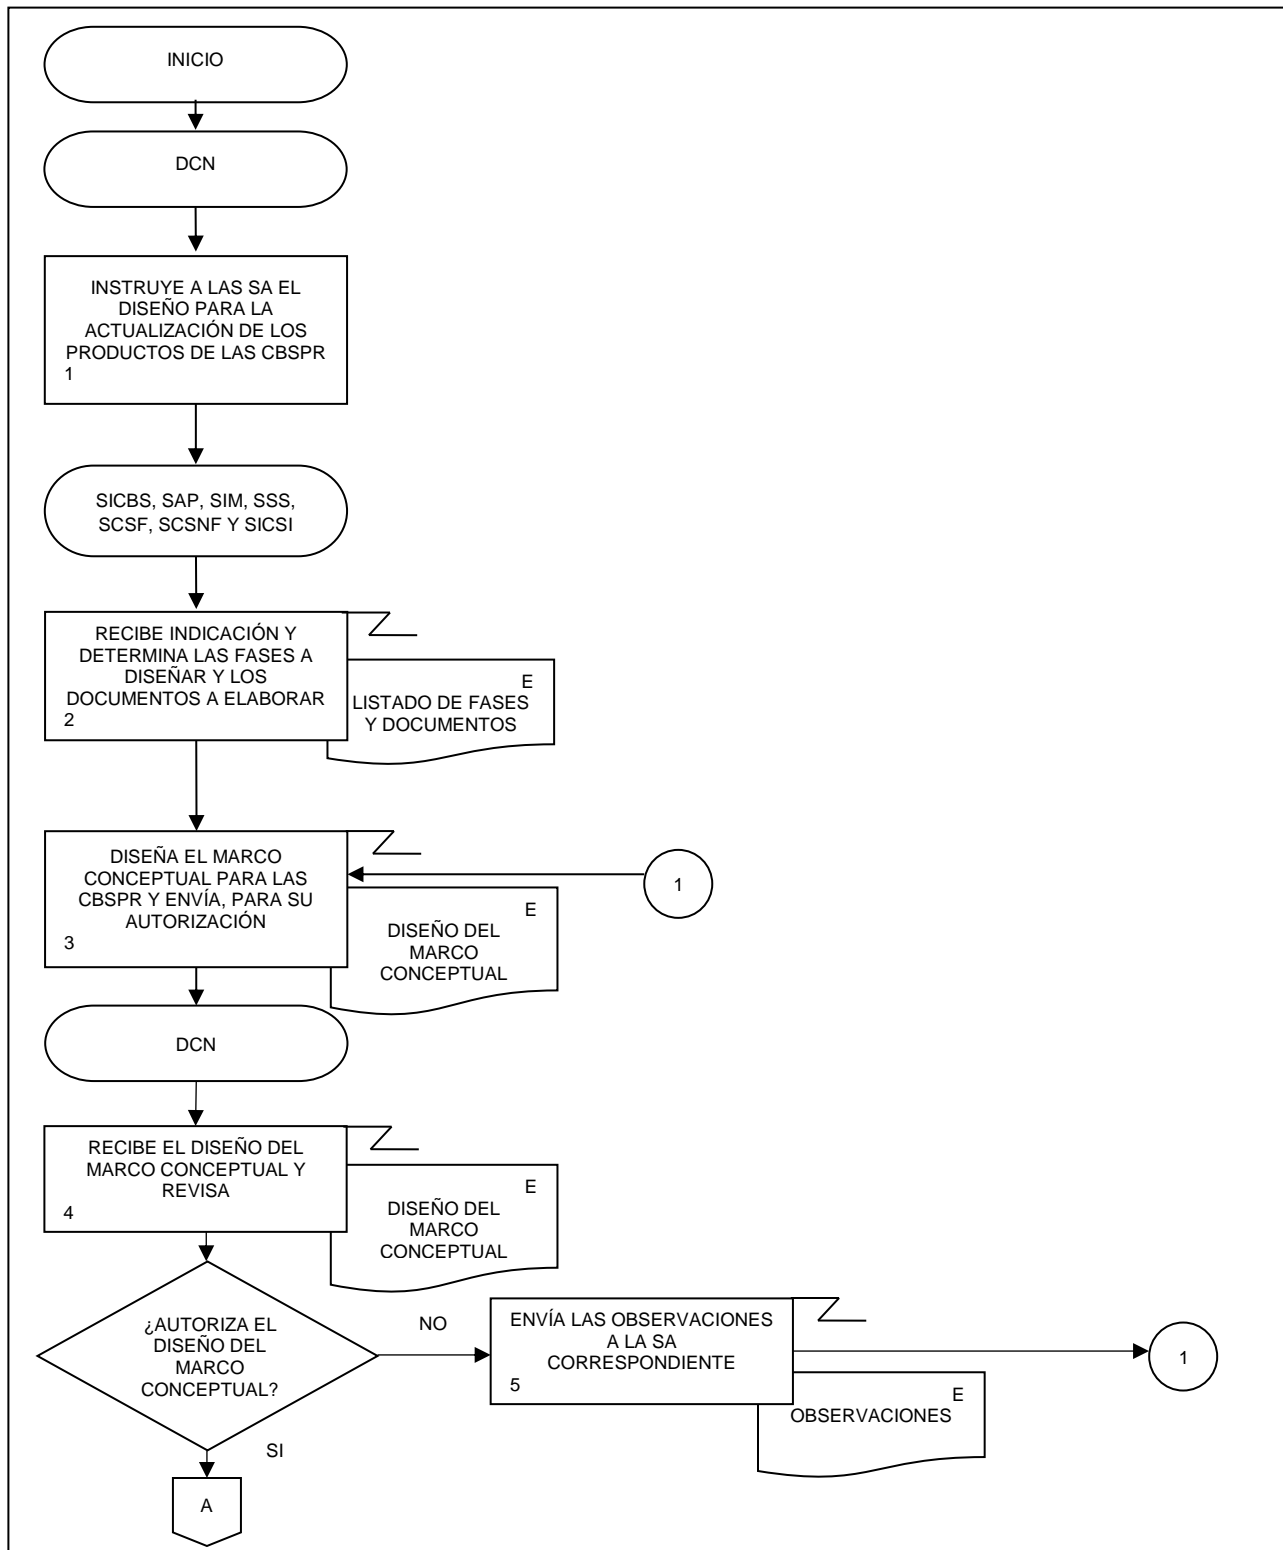 INICIO
DCN
INSTRUYE A LAS SA EL
DISEÑO PARA LA
ACTUALIZACIÓN DE LOS
PRODUCTOS DE LAS CBSPR
1
SICBS, SAP, SIM, SSS,
SCSF, SCSNF Y SICSI
RECIBE INDICACIÓN Y
DETERMINA LAS FASES A
DISEÑAR Y LOS
DOCUMENTOS A ELABORAR
2
E
LISTADO DE FASES
Y DOCUMENTOS
DISEÑA EL MARCO
CONCEPTUAL PARA LAS
CBSPR Y ENVÍA, PARA SU
AUTORIZACIÓN
3
1
E
DISEÑO DEL
MARCO
CONCEPTUAL
DCN
RECIBE EL DISEÑO DEL
MARCO CONCEPTUAL Y
REVISA
4
E
DISEÑO DEL
MARCO
CONCEPTUAL
¿AUTORIZA EL
DISEÑO DEL
MARCO
CONCEPTUAL?
NO
ENVÍA LAS OBSERVACIONES
A LA SA
CORRESPONDIENTE
5
1
E
OBSERVACIONES
SI
A